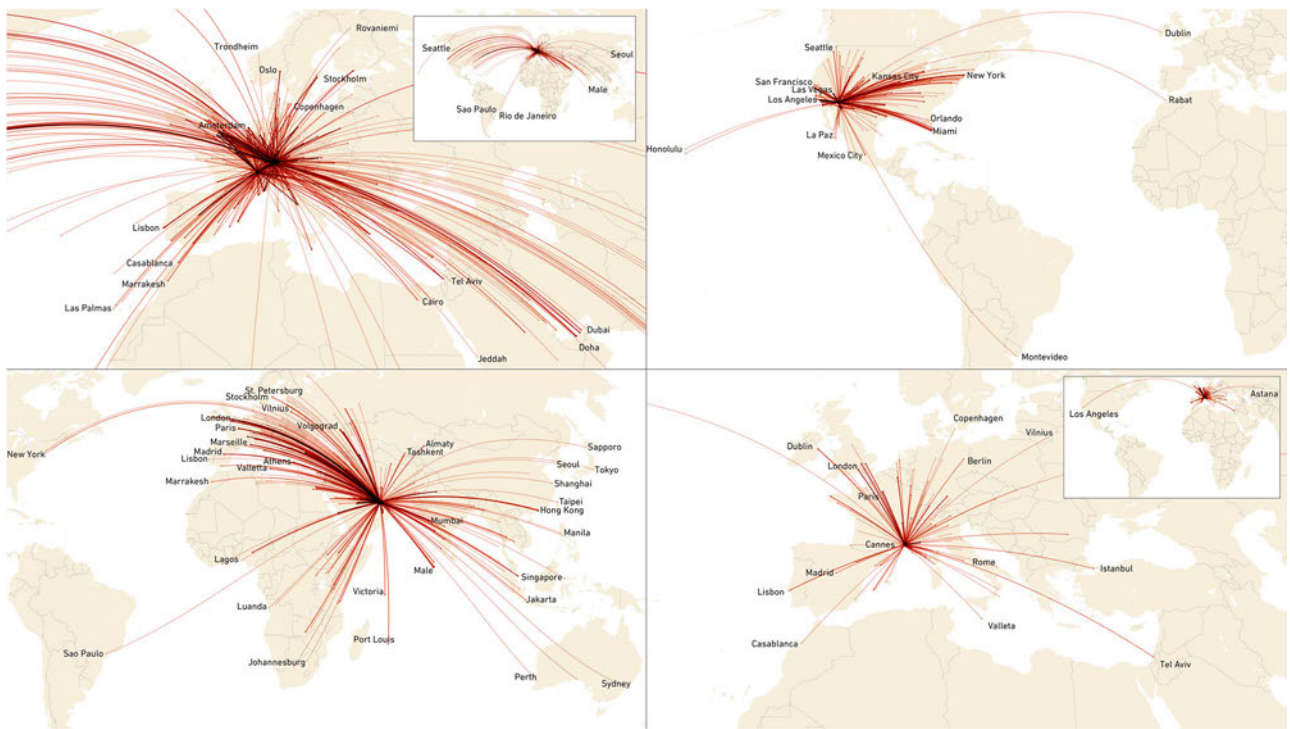 Rovaniemi
Trondheim
Oslo
Stockholm
Copenhagen
Amsterdam
Lisbon
Casablanca
Marrakesh
Las Palmas
Tel Aviv
Cairo
Dubai
Doha
Jeddah
Seattle
Seoul
Male
Sao Paulo
Rio de Janeiro
Dublin
Seattle
Kansas City
New York
San Francisco
Las Vegas
Los Angeles
Rabat
Orlando
Miami
La Paz
Honolulu
Mexico City
Montevideo
St. Petersburg
Stockholm
Vilnius
London
Volgograd
Paris
Marseille
Almaty
Sapporo
New York
Madrid
Tashkent
Lisbon
Athens
Seoul
Valletta
Tokyo
Marrakesh
Shanghai
Taipei
Hong Kong
Mumbai
Manila
Lagos
Male
Singapore
Victoria
Jakarta
Luanda
Port Louis
Sao Paulo
Johannesburg
Perth
Sydney
Copenhagen
Vilnius
Dublin
London
Berlin
Paris
Cannes
Rome
Madrid
Istanbul
Lisbon
Valleta
Casablanca
Tel Aviv
Los Angeles
Astana